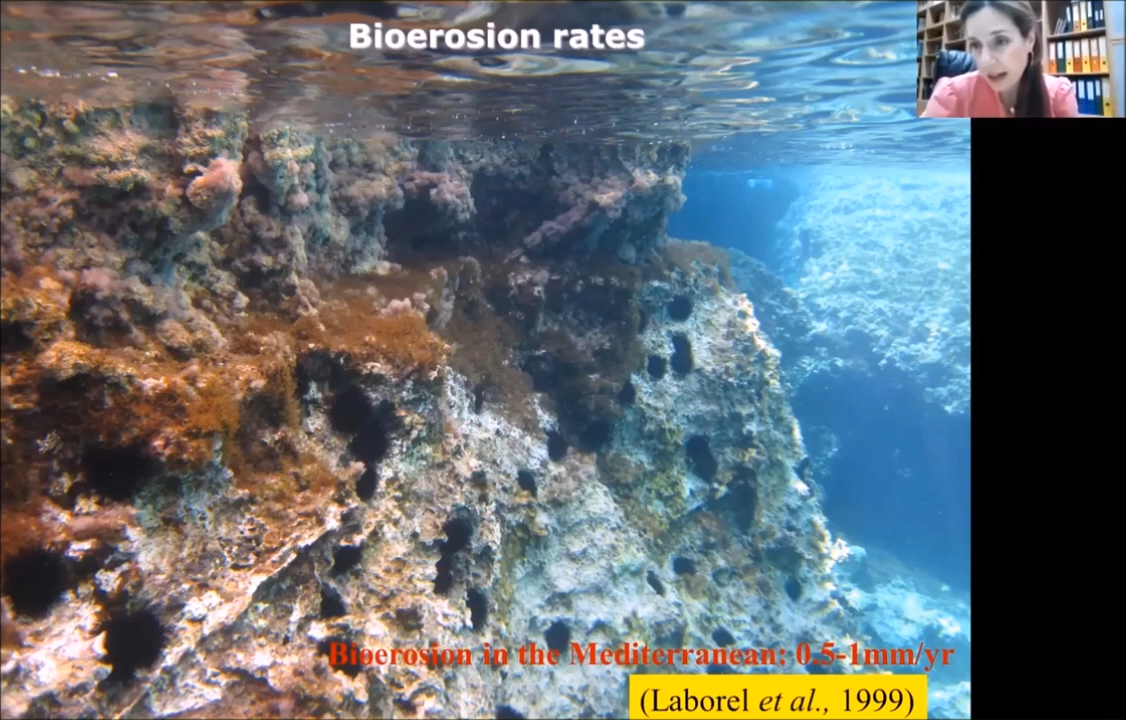 Bioerosion rates
Bioerosion in the Mediterranean: 0.5-1mm/yr
(Laborel et al., 1999)